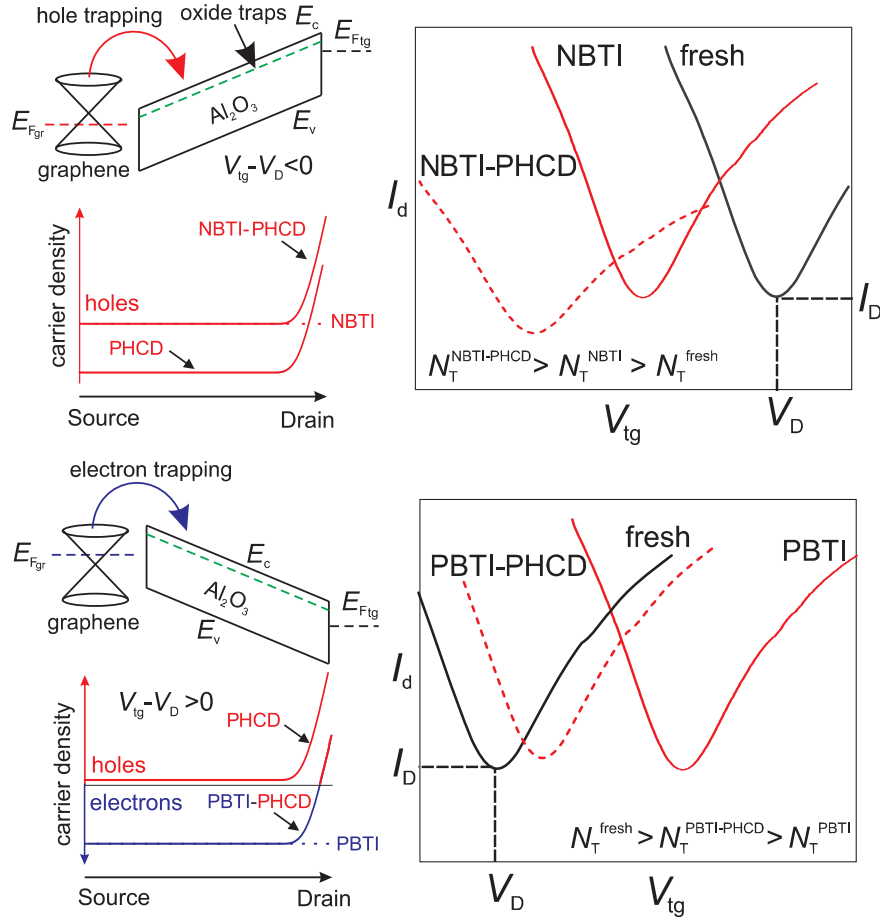 hole trapping
oxide traps
E_c
E_Ftg
E_Fgr
Al₂O₃
E_v
graphene
V_tg-V_D<0
carrier density
NBTI-PHCD
holes
NBTI
PHCD
Source
Drain
NBTI
fresh
NBTI-PHCD
I_d
I_D
N_T^NBTI-PHCD > N_T^NBTI > N_T^fresh
V_tg
V_D
electron trapping
E_Fgr
E_c
Al₂O₃
E_Ftg
graphene
E_v
V_tg-V_D >0
carrier density
PHCD
holes
electrons
PBTI-PHCD
PBTI
Source
Drain
fresh
PBTI-PHCD
PBTI
I_d
I_D
N_T^fresh > N_T^PBTI-PHCD > N_T^PBTI
V_D
V_tg